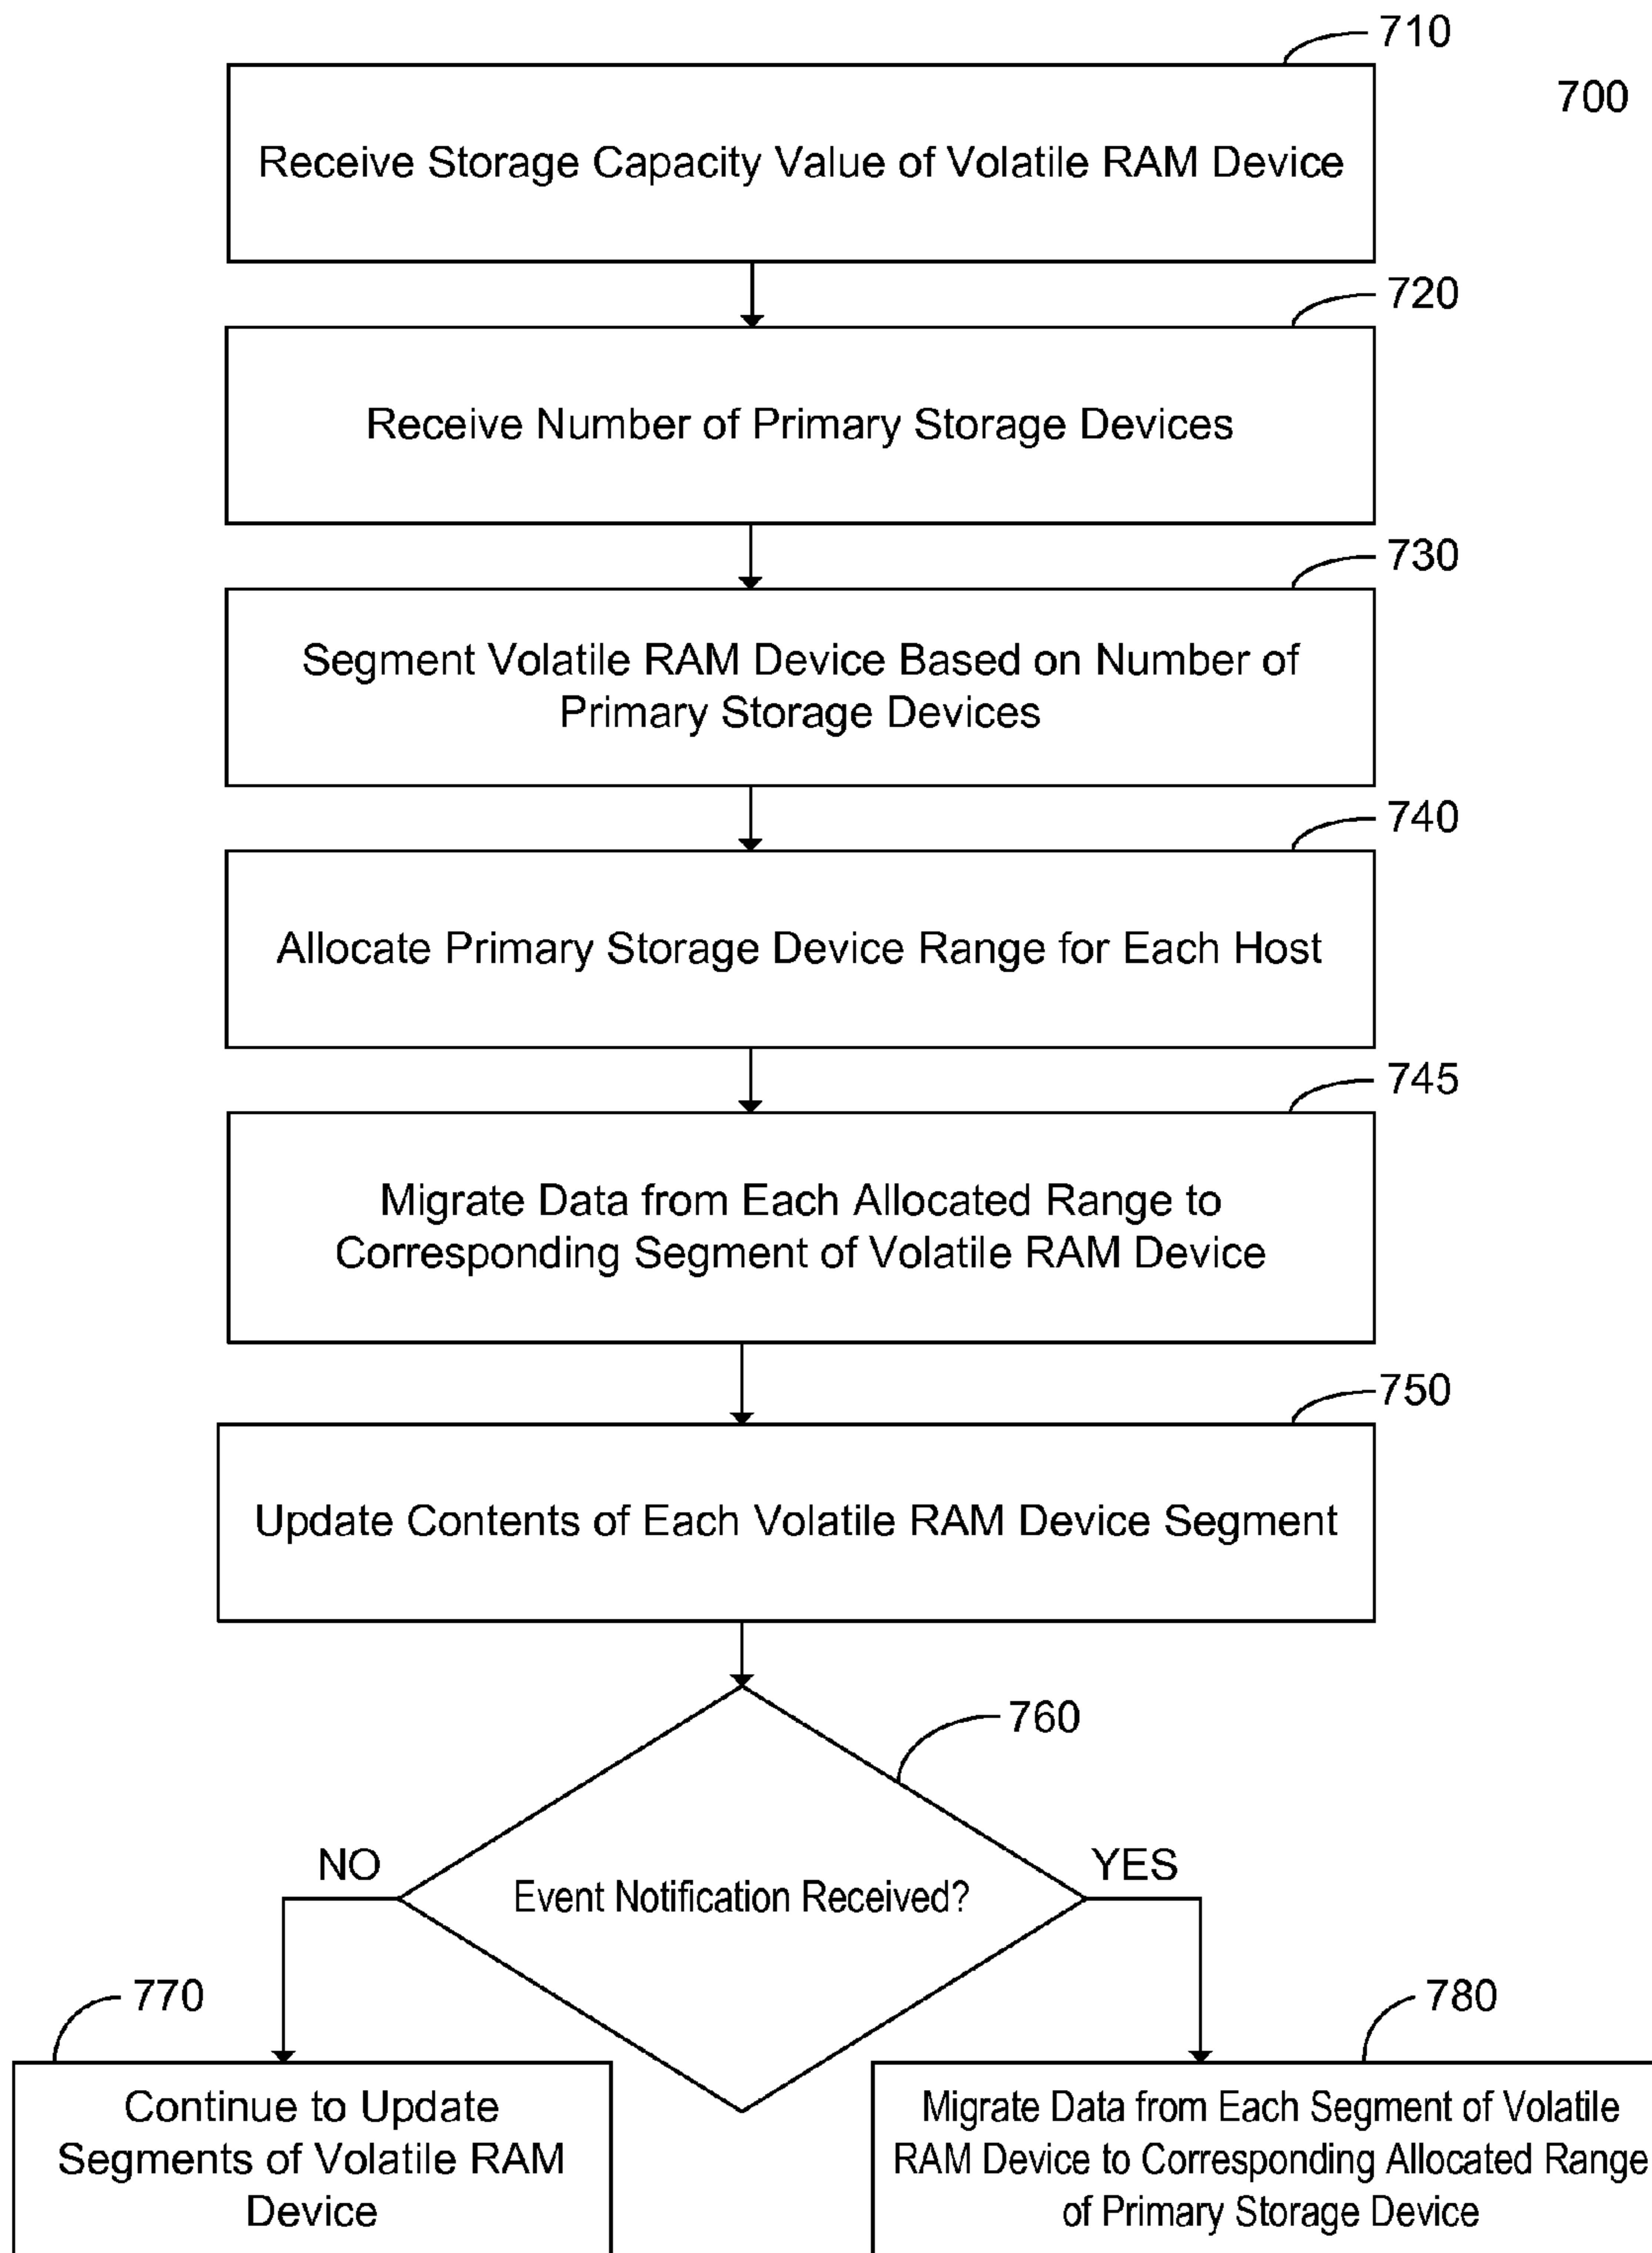 710
700
Receive Storage Capacity Value of Volatile RAM Device
720
Receive Number of Primary Storage Devices
730
Segment Volatile RAM Device Based on Number of
Primary Storage Devices
740
Allocate Primary Storage Device Range for Each Host
745
Migrate Data from Each Allocated Range to
Corresponding Segment of Volatile RAM Device
750
Update Contents of Each Volatile RAM Device Segment
760
NO
YES
Event Notification Received?
770
780
Continue to Update
Segments of Volatile RAM
Device
Migrate Data from Each Segment of Volatile
RAM Device to Corresponding Allocated Range
of Primary Storage Device